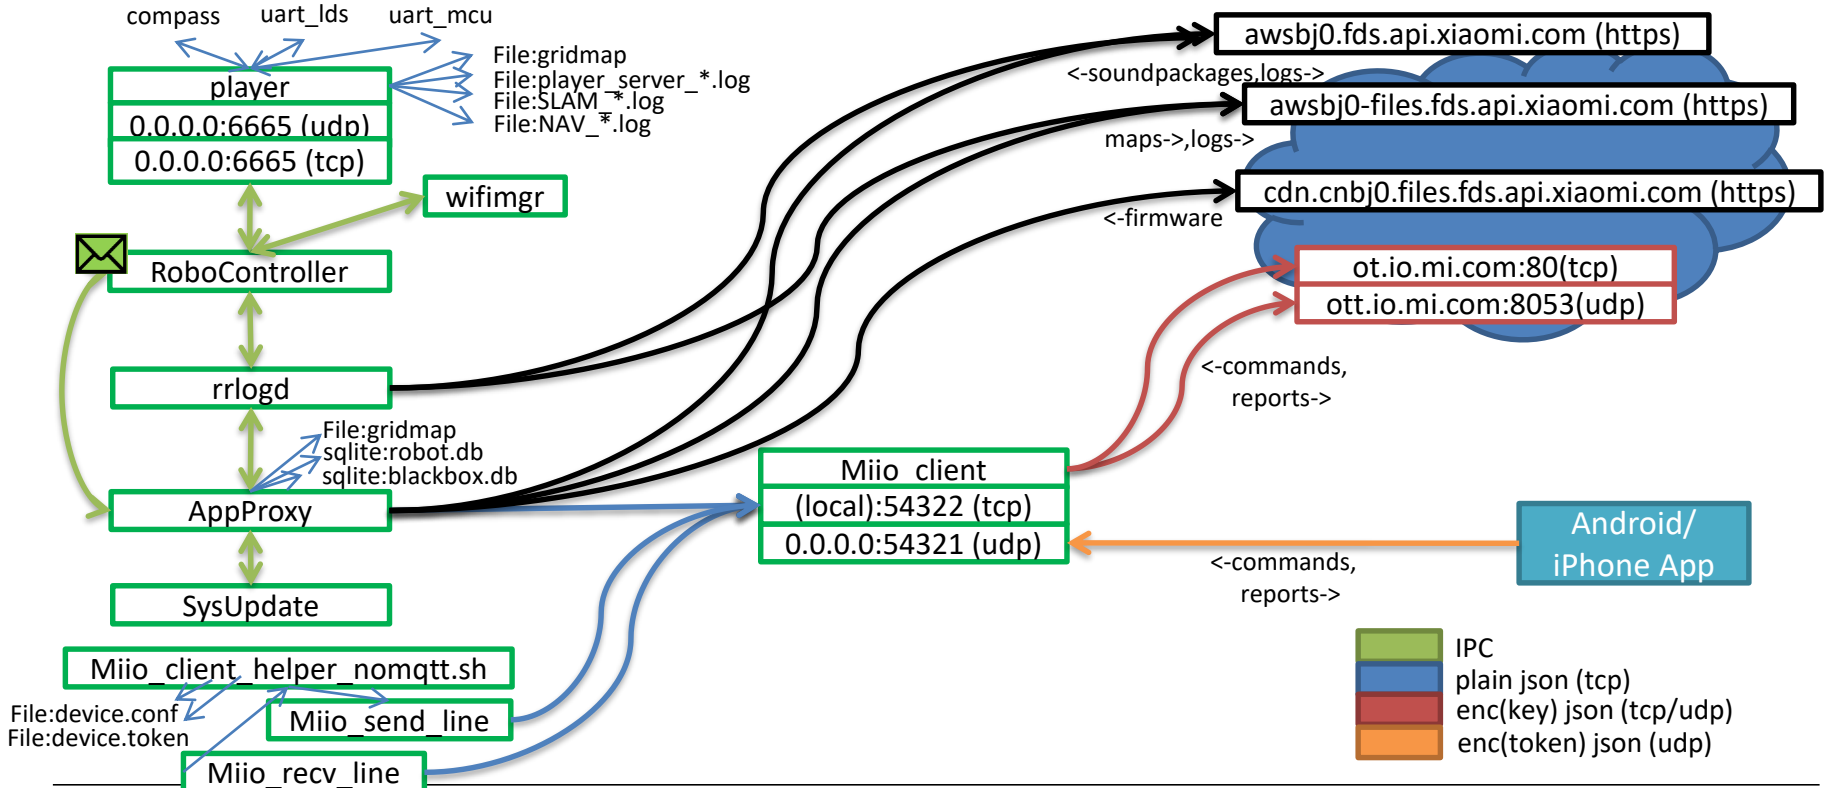 compass
uart_lds
uart_mcu
player
0.0.0.0:6665 (udp)
0.0.0.0:6665 (tcp)
File:gridmap
File:player_server_*.log
File:SLAM_*.log
File:NAV_*.log
wifimgr
RoboController
rrlogd
File:gridmap
sqlite:robot.db
sqlite:blackbox.db
AppProxy
SysUpdate
Miio_client_helper_nomqtt.sh
File:device.conf
File:device.token
Miio_send_line
Miio_recv_line
awsbj0.fds.api.xiaomi.com (https)
<-soundpackages,logs->
awsbj0-files.fds.api.xiaomi.com (https)
maps->,logs->
cdn.cnbj0.files.fds.api.xiaomi.com (https)
<-firmware
ot.io.mi.com:80(tcp)
ott.io.mi.com:8053(udp)
<-commands,
reports->
Miio_client
(local):54322 (tcp)
0.0.0.0:54321 (udp)
<-commands,
reports->
Android/
iPhone App
IPC
plain json (tcp)
enc(key) json (tcp/udp)
enc(token) json (udp)